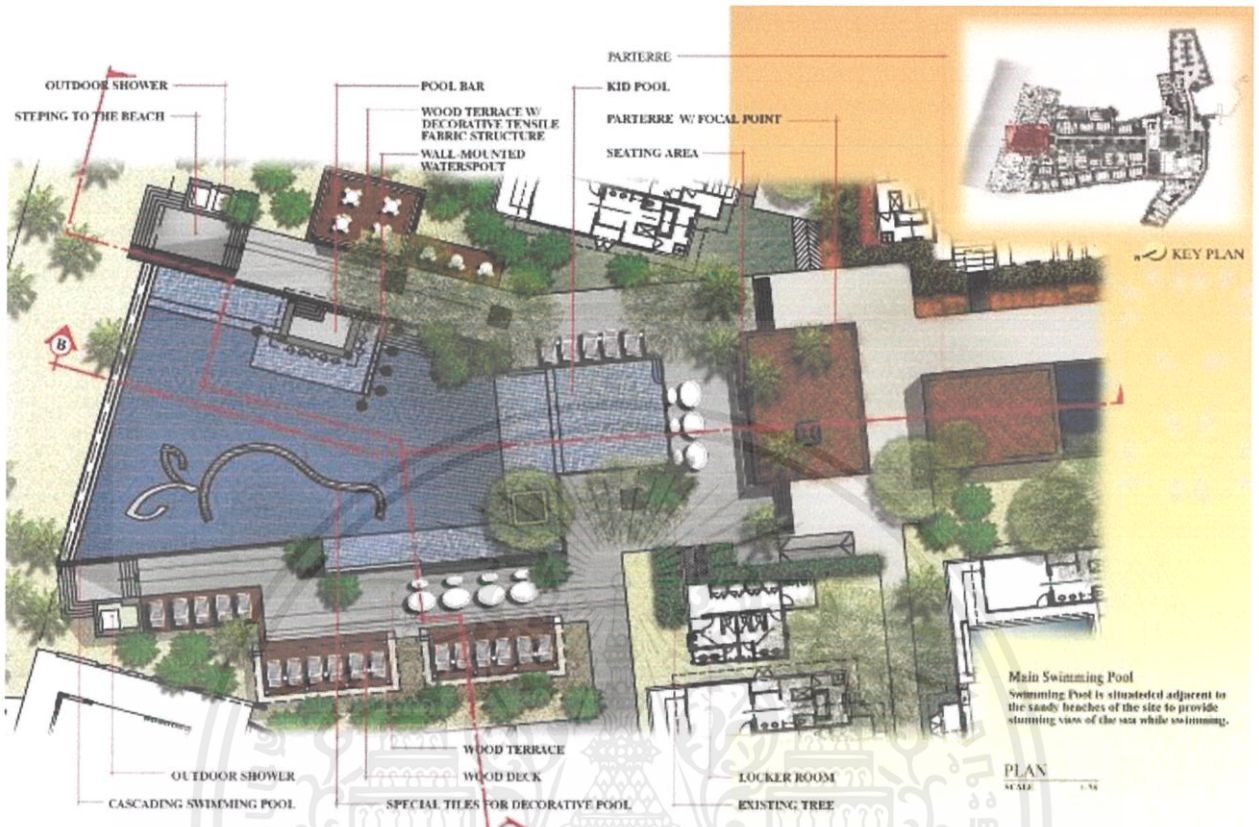 OUTDOOR SHOWER
STEPING TO THE BEACH
POOL BAR
WOOD TERRACE W/
DECORATIVE TENSILE
FABRIC STRUCTURE
WALL-MOUNTED
WATERSPOUT
PARTERRE
KID POOL
PARTERRE W/ FOCAL POINT
SEATING AREA
KEY PLAN
B
Main Swimming Pool
Swimming Pool is situateded adjacent to
the sandy beaches of the site to provide
stunning view of the sea while swimming.
PLAN
SCALE
WOOD TERRACE
OUTDOOR SHOWER
WOOD DECK
LOCKER ROOM
CASCADING SWIMMING POOL
SPECIAL TILES FOR DECORATIVE POOL
EXISTING TREE